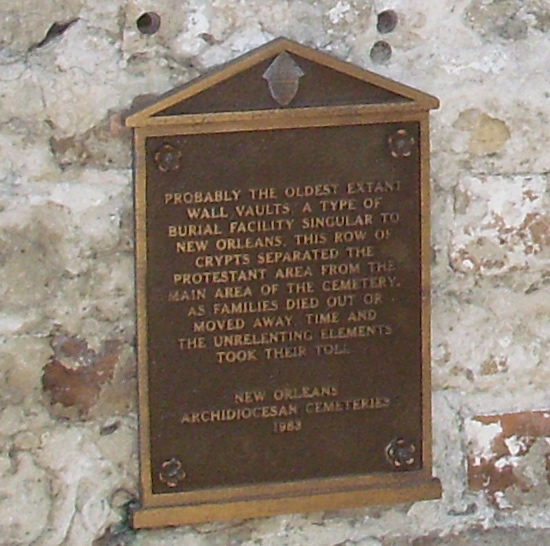 PROBABLY THE OLDEST EXTANT
WALL VAULTS, A TYPE OF
BURIAL FACILITY SINGULAR TO
NEW ORLEANS. THIS ROW OF
CRYPTS SEPARATED THE
PROTESTANT AREA FROM THE
MAIN AREA OF THE CEMETERY.
AS FAMILIES DIED OUT OR
MOVED AWAY, TIME AND
THE UNRELENTING ELEMENTS
TOOK THEIR TOLL.
NEW ORLEANS
ARCHDIOCESAN CEMETERIES
1983